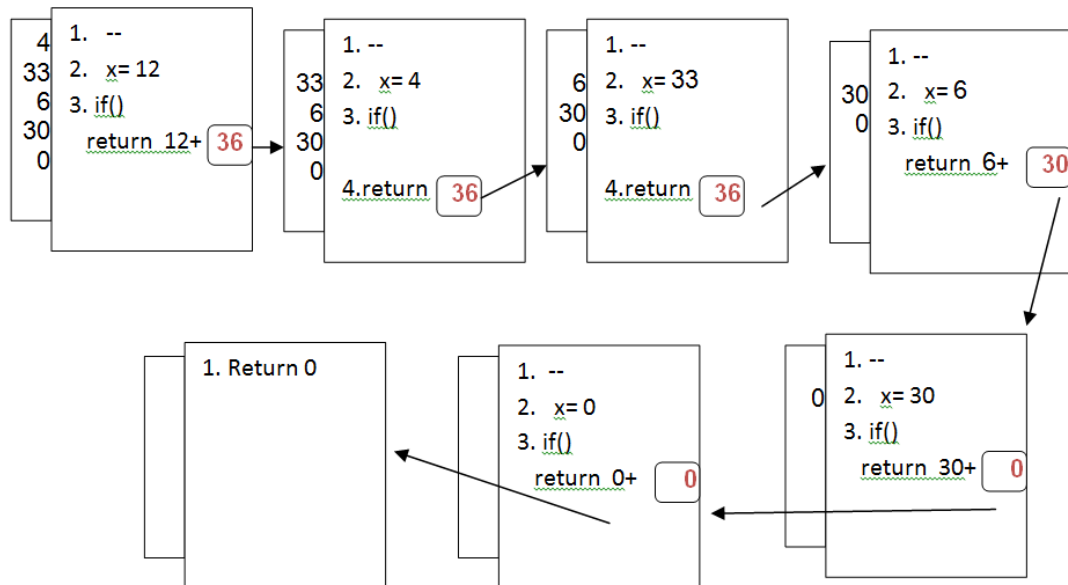 4
33
6
30
0
1. --
2. x= 12
3. if()
return 12+ 36
33
6
30
0
1. --
2. x= 4
3. if()
4.return 36
6
30
0
1. --
2. x= 33
3. if()
4.return 36
30
0
1. --
2. x= 6
3. if()
return 6+ 30
0
1. --
2. x= 30
3. if()
return 30+ 0
1. --
2. x= 0
3. if()
return 0+ 0
1. Return 0